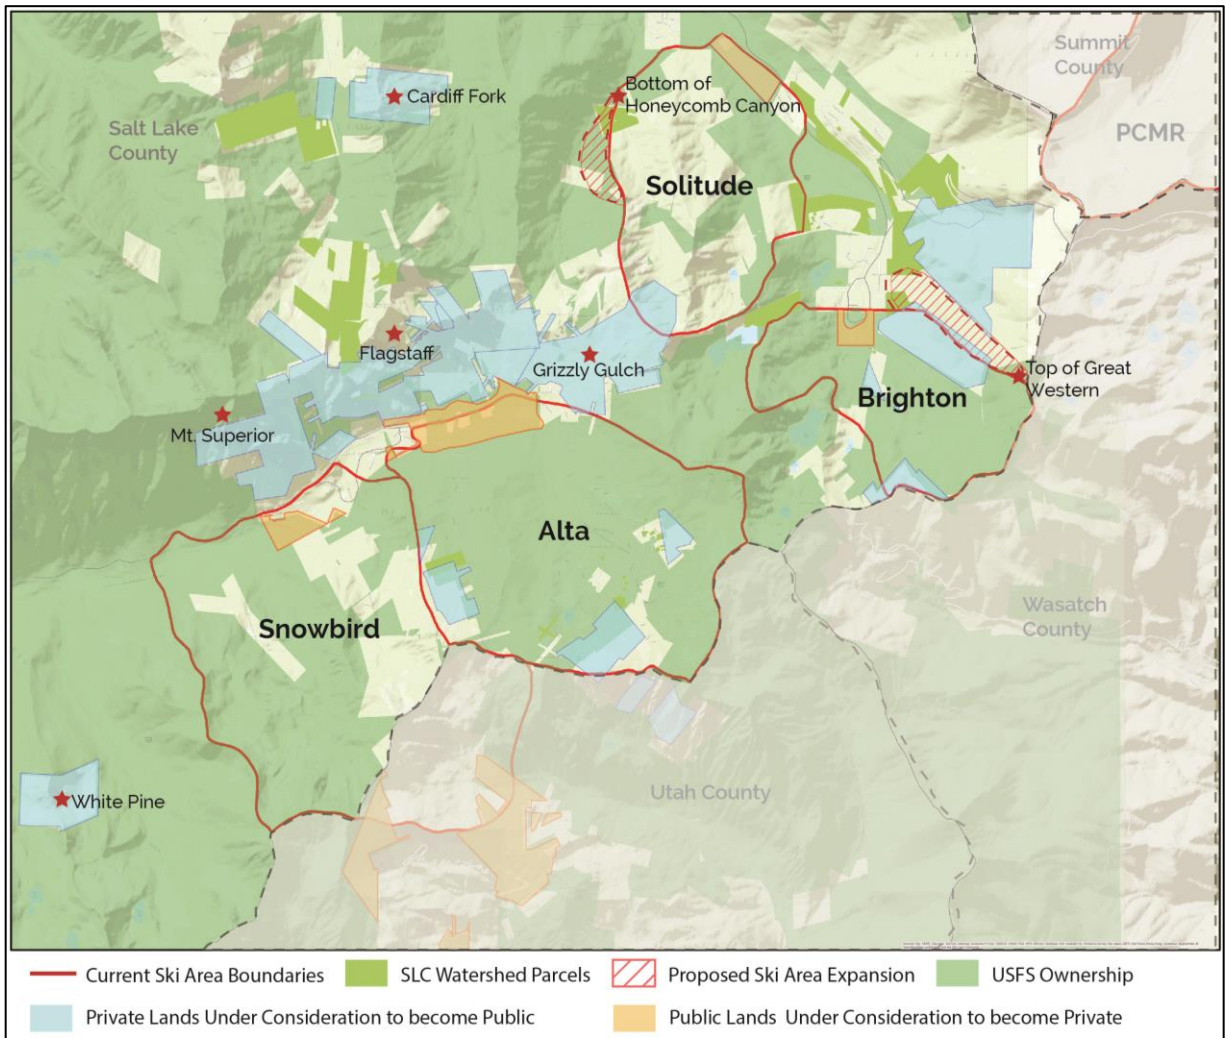 Summit
County
PCMR
Cardiff Fork
Bottom of
Honeycomb Canyon
Salt Lake
County
Solitude
Flagstaff
Grizzly Gulch
Top of Great
Western
Brighton
Mt. Superior
Alta
Wasatch
County
Snowbird
Utah County
White Pine
Current Ski Area Boundaries
SLC Watershed Parcels
Proposed Ski Area Expansion
USFS Ownership
Private Lands Under Consideration to become Public
Public Lands Under Consideration to become Private